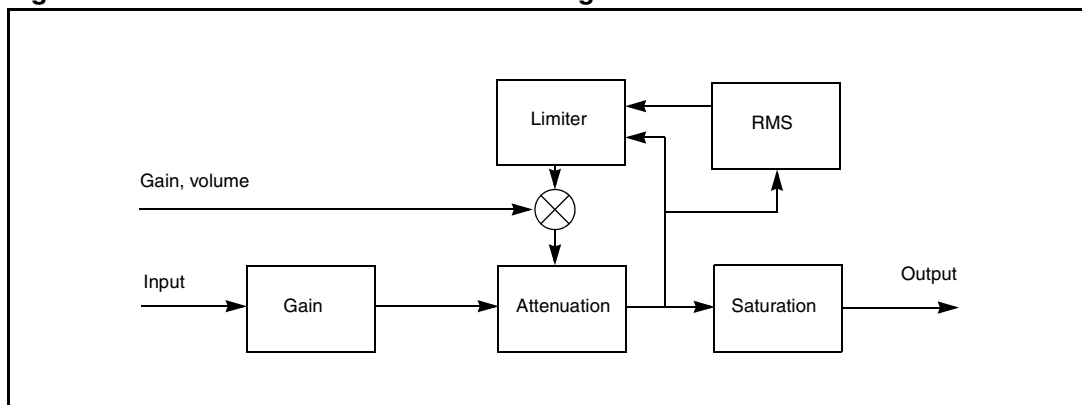 Limiter
RMS
Gain, volume
Input
Output
Gain
Attenuation
Saturation